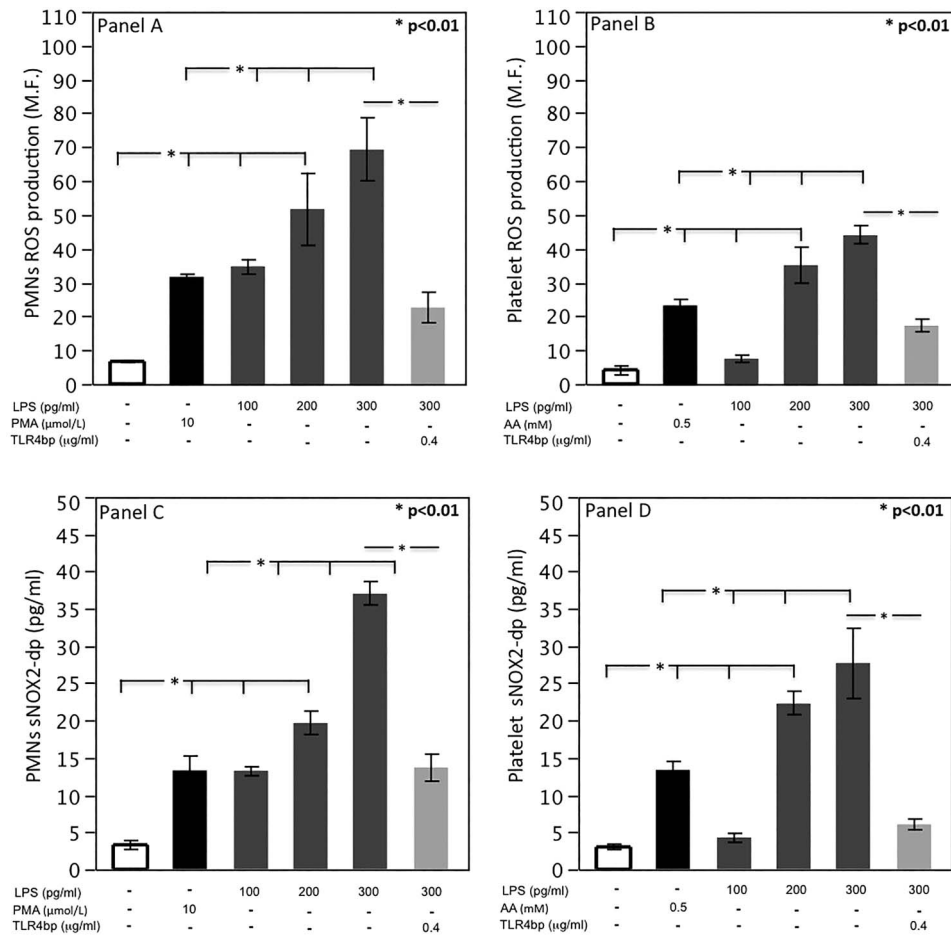 Panel A
* p<0.01
PMNs ROS production (M.F.)
110
100
90
80
70
60
50
40
30
20
10
0
*
*
*
LPS (pg/ml) - - 100 200 300 300
PMA (μmol/L) - 10 - - - -
TLR4bp (μg/ml) - - - - - 0.4
Panel B
* p<0.01
Platelet ROS production (M.F.)
110
100
90
80
70
60
50
40
30
20
10
0
*
*
*
LPS (pg/ml) - - 100 200 300 300
AA (mM) - 0.5 - - - -
TLR4bp (μg/ml) - - - - - 0.4
Panel C
* p<0.01
PMNs sNOX2-dp (pg/ml)
50
45
40
35
30
25
20
15
10
5
0
*
*
*
LPS (pg/ml) - - 100 200 300 300
PMA (μmol/L) - 10 - - - -
TLR4bp (μg/ml) - - - - - 0.4
Panel D
* p<0.01
Platelet sNOX2-dp (pg/ml)
50
45
40
35
30
25
20
15
10
5
0
*
*
*
LPS (pg/ml) - - 100 200 300 300
AA (mM) - 0.5 - - - -
TLR4bp (μg/ml) - - - - - 0.4